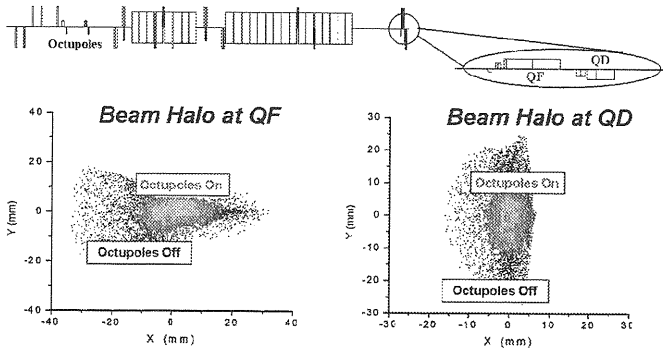 Octupoles
QD
QF
Beam Halo at QF
Beam Halo at QD
40
20
0
-20
-40
Y (mm)
Octupoles On
Octupoles Off
-40
-20
0
20
40
X (mm)
30
20
10
0
-10
-20
-30
Y (mm)
Octupoles On
Octupoles Off
-30
-20
-10
0
10
20
30
X (mm)